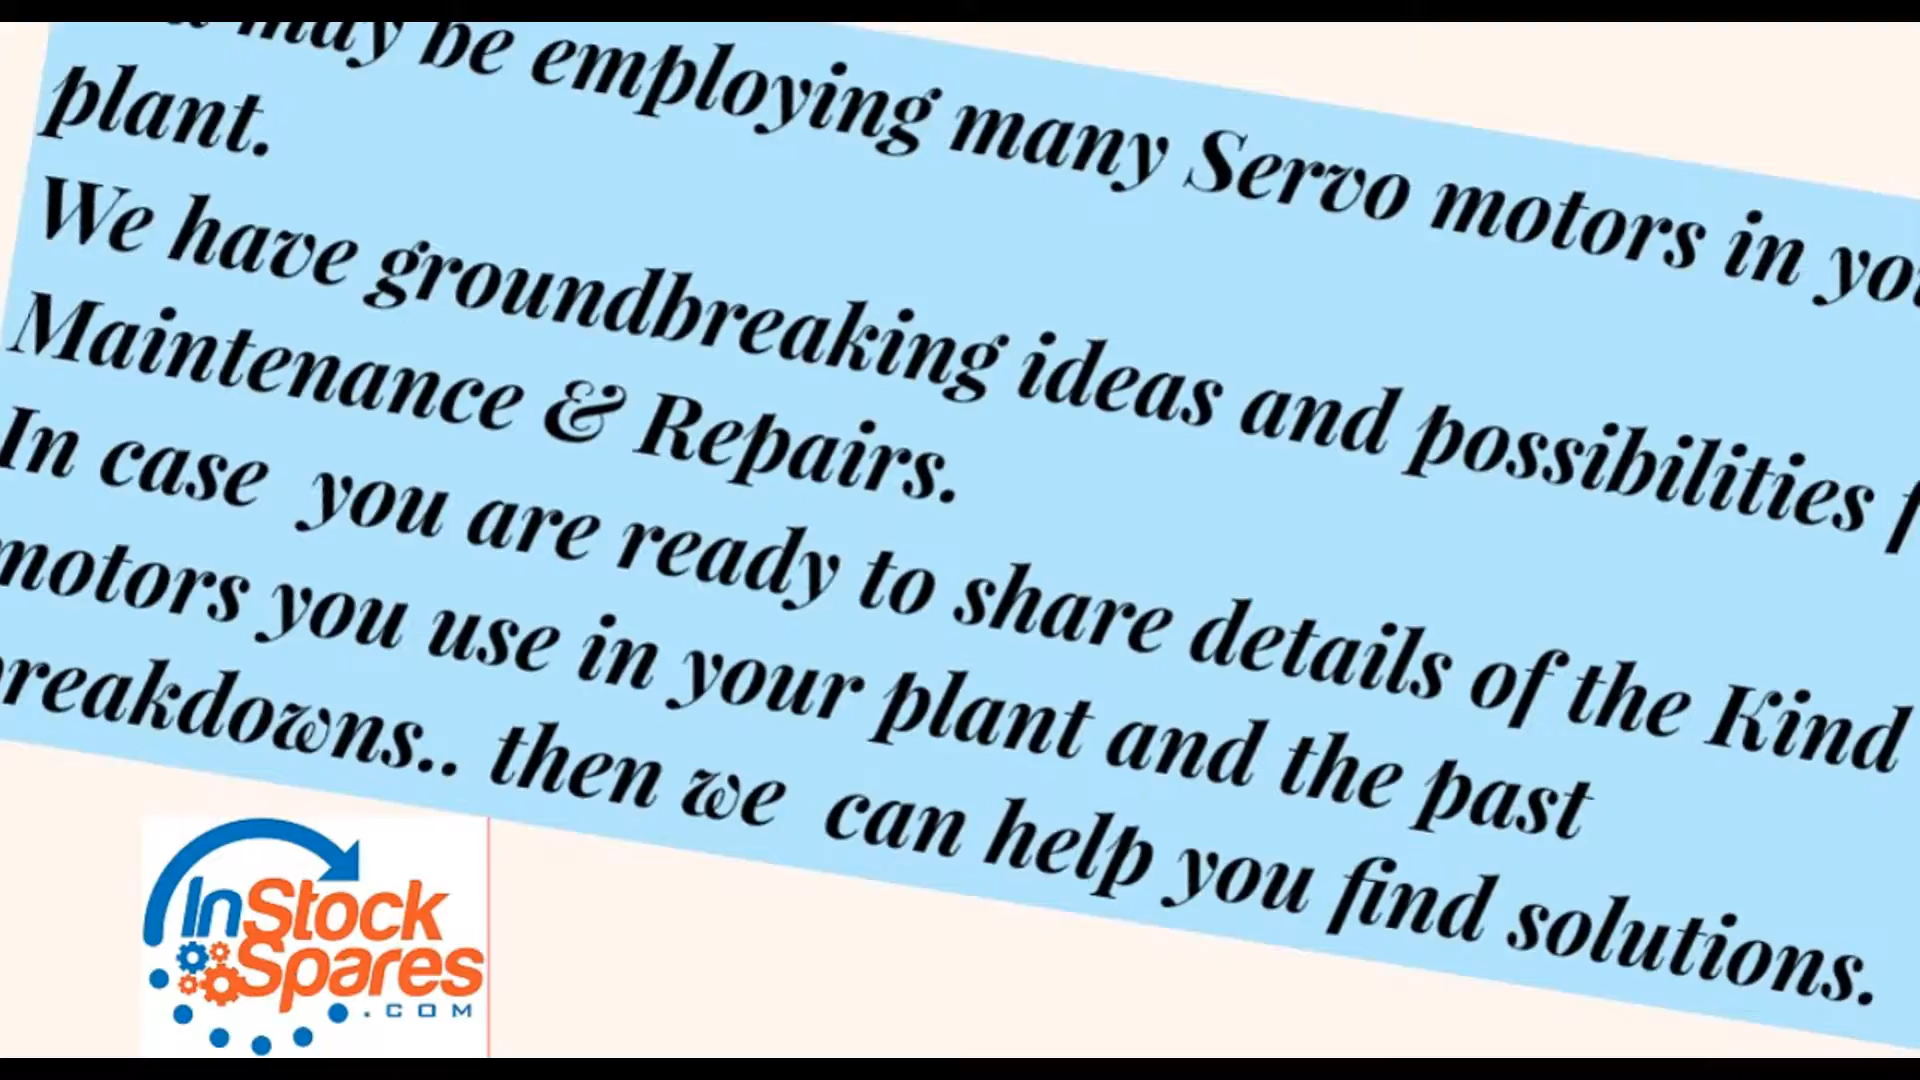 may be employing many Servo motors in
plant.
We have groundbreaking ideas and possibilities
Maintenance & Repairs.
In case you are ready to share details of the Kind
motors you use in your plant and the past
breakdowns.. then we can help you find solutions.
InStock
Spares
.COM